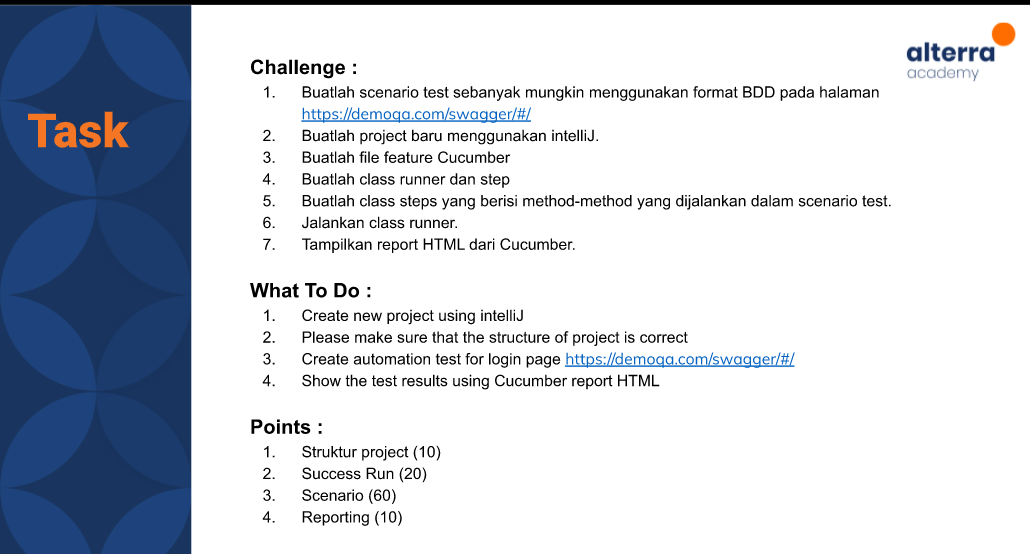 alterra
academy
Task
Challenge :
1. Buatlah scenario test sebanyak mungkin menggunakan format BDD pada halaman
https://demoqa.com/swagger/#/
2. Buatlah project baru menggunakan intelliJ.
3. Buatlah file feature Cucumber
4. Buatlah class runner dan step
5. Buatlah class steps yang berisi method-method yang dijalankan dalam scenario test.
6. Jalankan class runner.
7. Tampilkan report HTML dari Cucumber.
What To Do :
1. Create new project using intelliJ
2. Please make sure that the structure of project is correct
3. Create automation test for login page https://demoqa.com/swagger/#/
4. Show the test results using Cucumber report HTML
Points :
1. Struktur project (10)
2. Success Run (20)
3. Scenario (60)
4. Reporting (10)